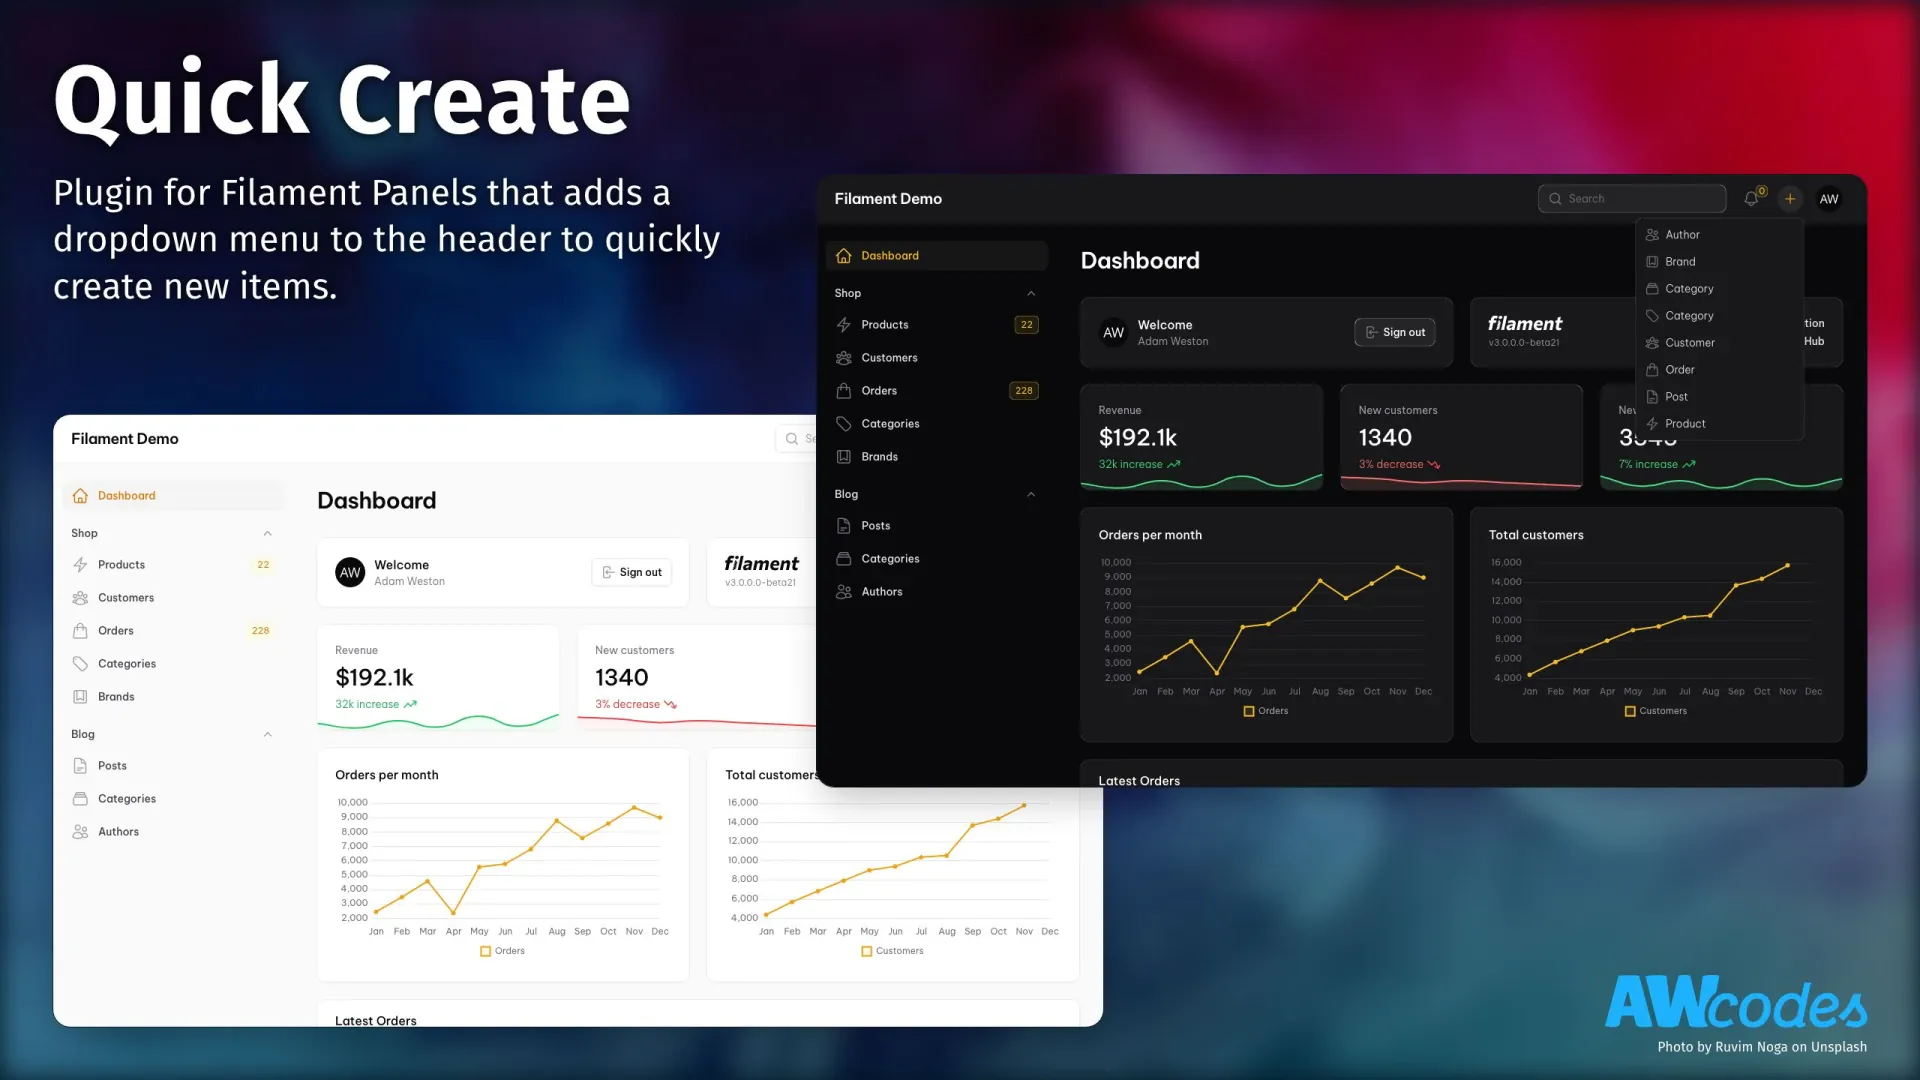 Quick Create
Plugin for Filament Panels that adds a
dropdown menu to the header to quickly
create new items.
Filament Demo
Search
0
AW
Author
Brand
Category
Category
Customer
Order
Post
Product
Dashboard
Shop
Products
22
Customers
Orders
228
Categories
Brands
Blog
Posts
Categories
Authors
Dashboard
AW
Welcome
Adam Weston
Sign out
filament
v3.0.0.0-beta21
Hub
Revenue
$192.1k
32k increase
New customers
1340
3% decrease
7% increase
Orders per month
10,000
9,000
8,000
7,000
6,000
5,000
4,000
3,000
2,000
Jan Feb Mar Apr May Jun Jul Aug Sep Oct Nov Dec
Orders
Total customers
16,000
14,000
12,000
10,000
8,000
6,000
4,000
Jan Feb Mar Apr May Jun Jul Aug Sep Oct Nov Dec
Customers
Latest Orders
Filament Demo
Dashboard
Shop
Products
22
Customers
Orders
228
Categories
Brands
Blog
Posts
Categories
Authors
Dashboard
AW
Welcome
Adam Weston
Sign out
filament
v3.0.0.0-beta21
Revenue
$192.1k
32k increase
New customers
1340
3% decrease
Orders per month
10,000
9,000
8,000
7,000
6,000
5,000
4,000
3,000
2,000
Jan Feb Mar Apr May Jun Jul Aug Sep Oct Nov Dec
Orders
Total customers
16,000
14,000
12,000
10,000
8,000
6,000
4,000
Jan Feb Mar Apr May Jun Jul Aug Sep Oct Nov Dec
Customers
Latest Orders
AWcodes
Photo by Ruvim Noga on Unsplash